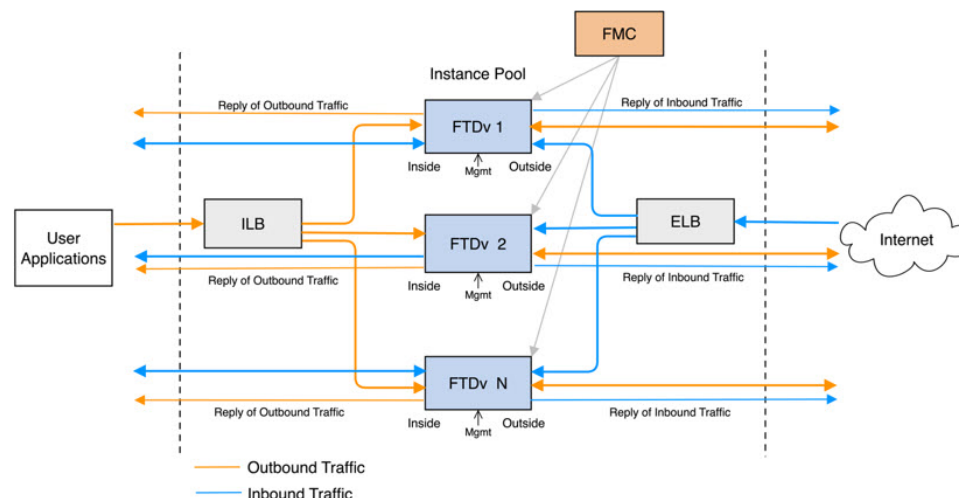 FMC
Instance Pool
Reply of Outbound Traffic
FTDv 1
Reply of Inbound Traffic
Inside
Mgmt
Outside
User
Applications
ILB
FTDv 2
ELB
Internet
Reply of Outbound Traffic
Inside
Mgmt
Outside
Reply of Inbound Traffic
FTDv N
Reply of Outbound Traffic
Inside
Mgmt
Outside
Reply of Inbound Traffic
Outbound Traffic
Inbound Traffic